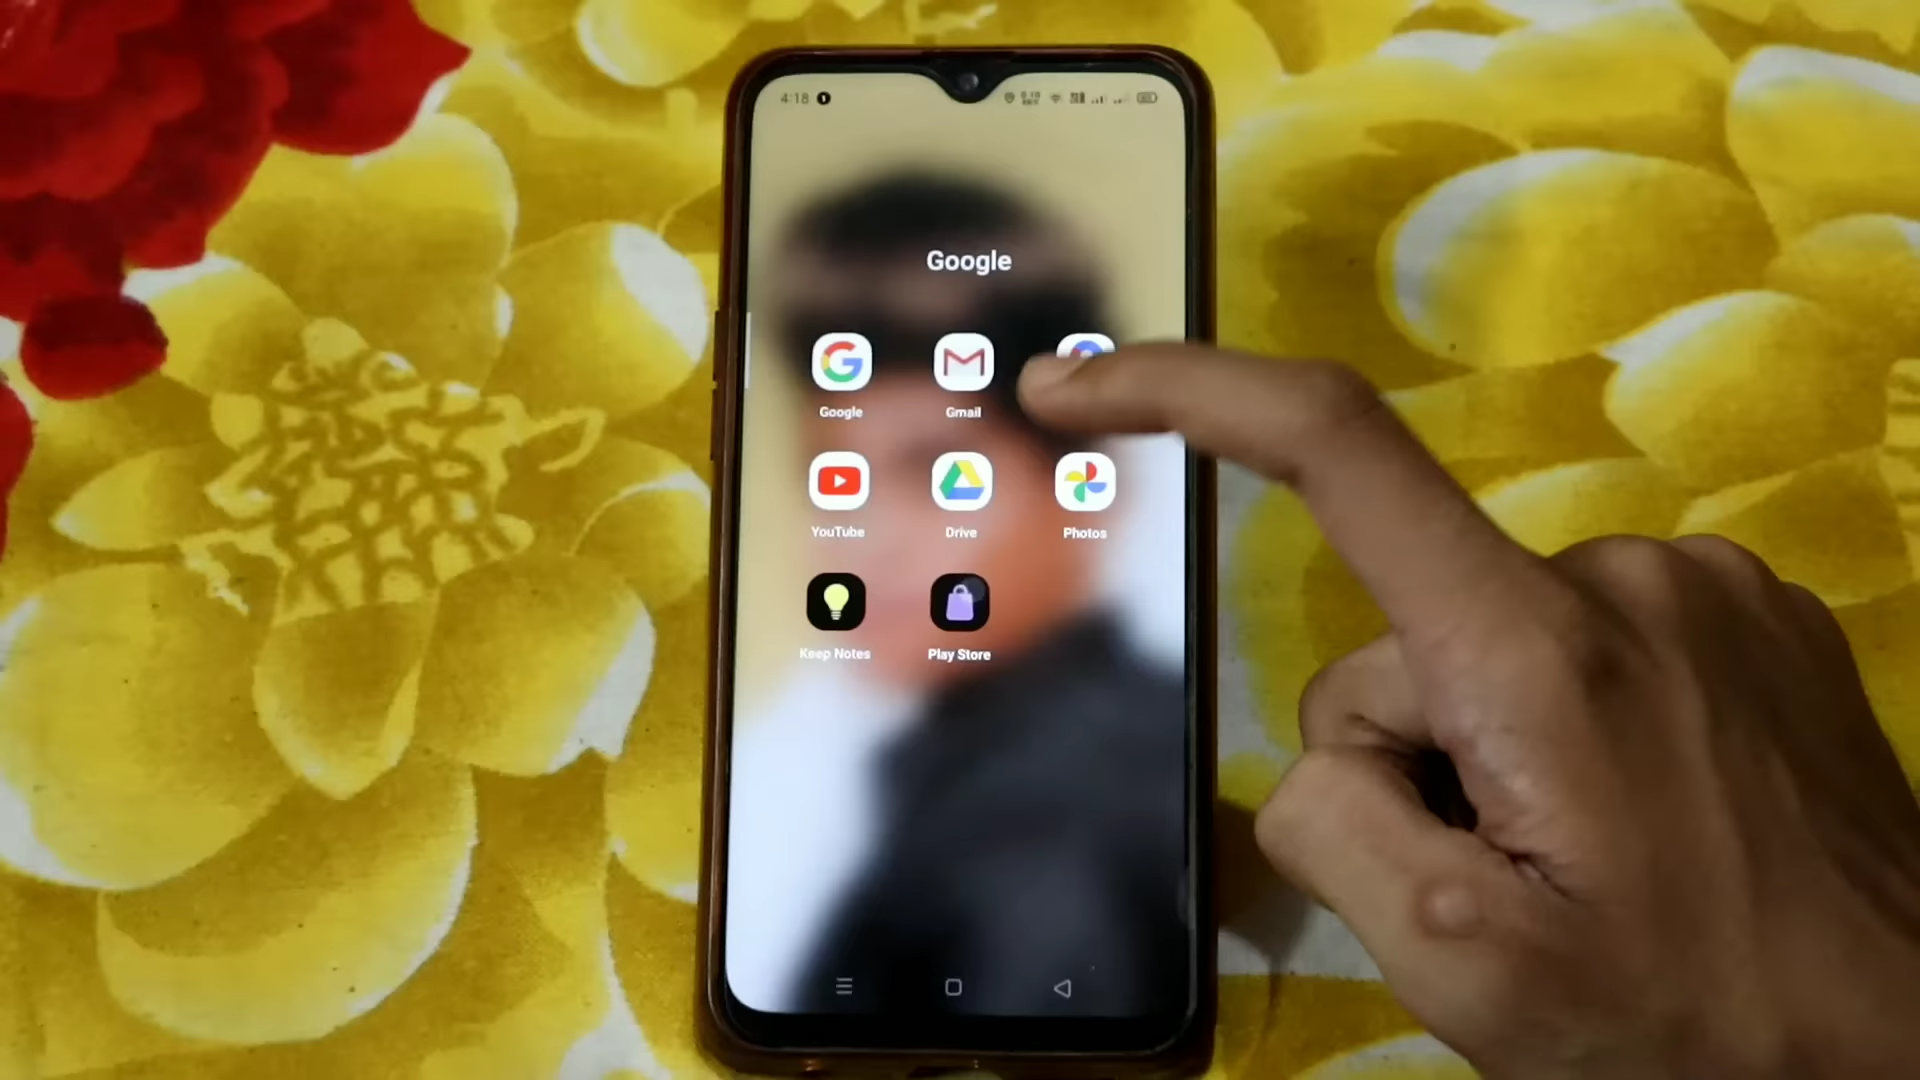 4:18
Google
Google Gmail
YouTube Drive Photos
Keep Notes Play Store